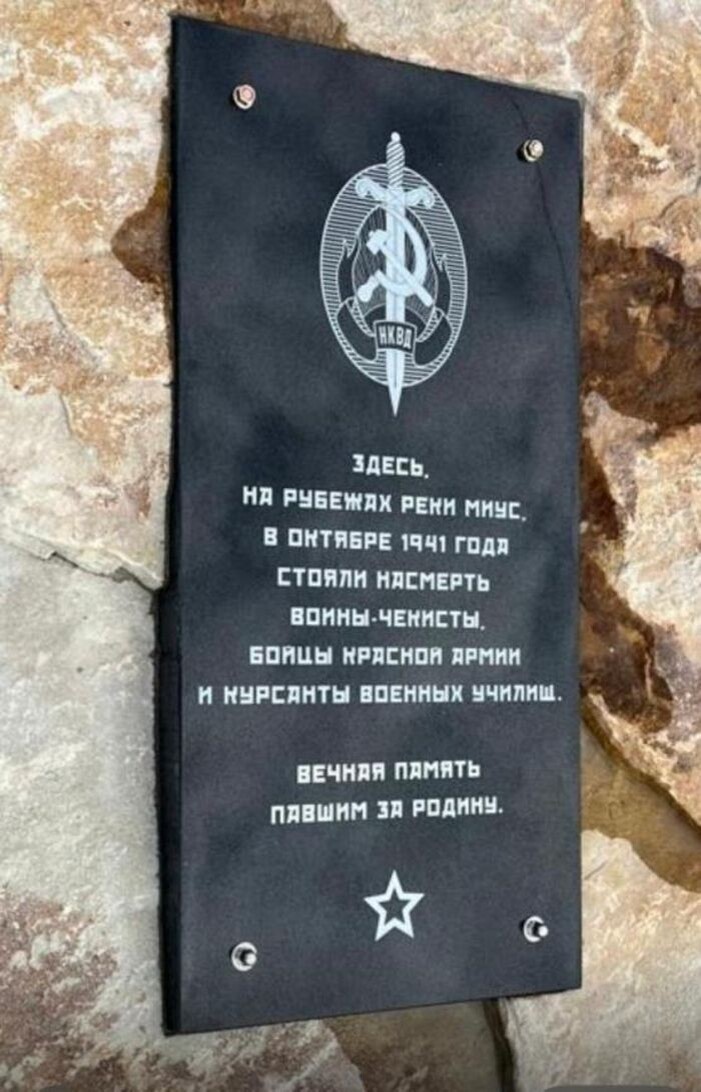 НКВД
ЗДЕСЬ,
НА РУБЕЖАХ РЕКИ МИУС,
В ОКТЯБРЕ 1941 ГОДА
СТОЯЛИ НАСМЕРТЬ
ВОИНЫ-ЧЕКИСТЫ,
БОЙЦЫ КРАСНОЙ АРМИИ
И КУРСАНТЫ ВОЕННЫХ УЧИЛИЩ.
ВЕЧНАЯ ПАМЯТЬ
ПАВШИМ ЗА РОДИНУ.